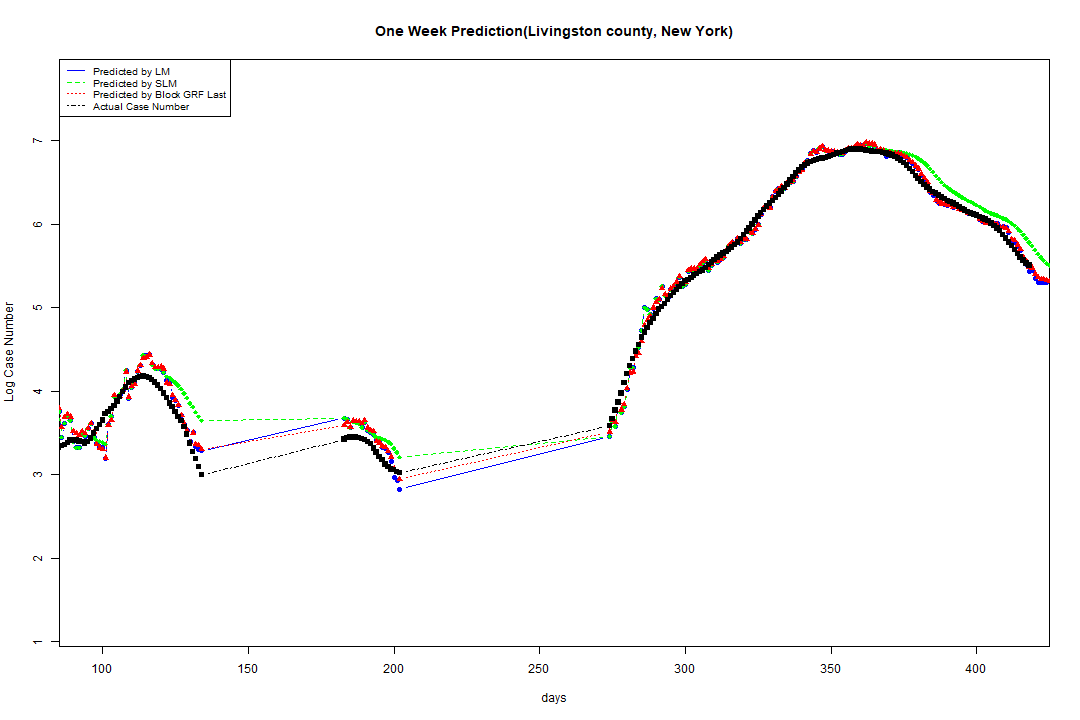 One Week Prediction(Livingston county, New York)
Predicted by LM
Predicted by SLM
Predicted by Block GRF Last
Actual Case Number
Log Case Number
7
6
5
4
3
2
1
100 150 200 250 300 350 400
days